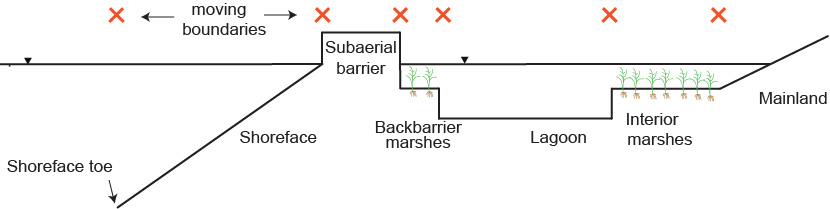 moving
boundaries
Subaerial
barrier
Mainland
Shoreface
Backbarrier
marshes
Lagoon
Interior
marshes
Shoreface toe